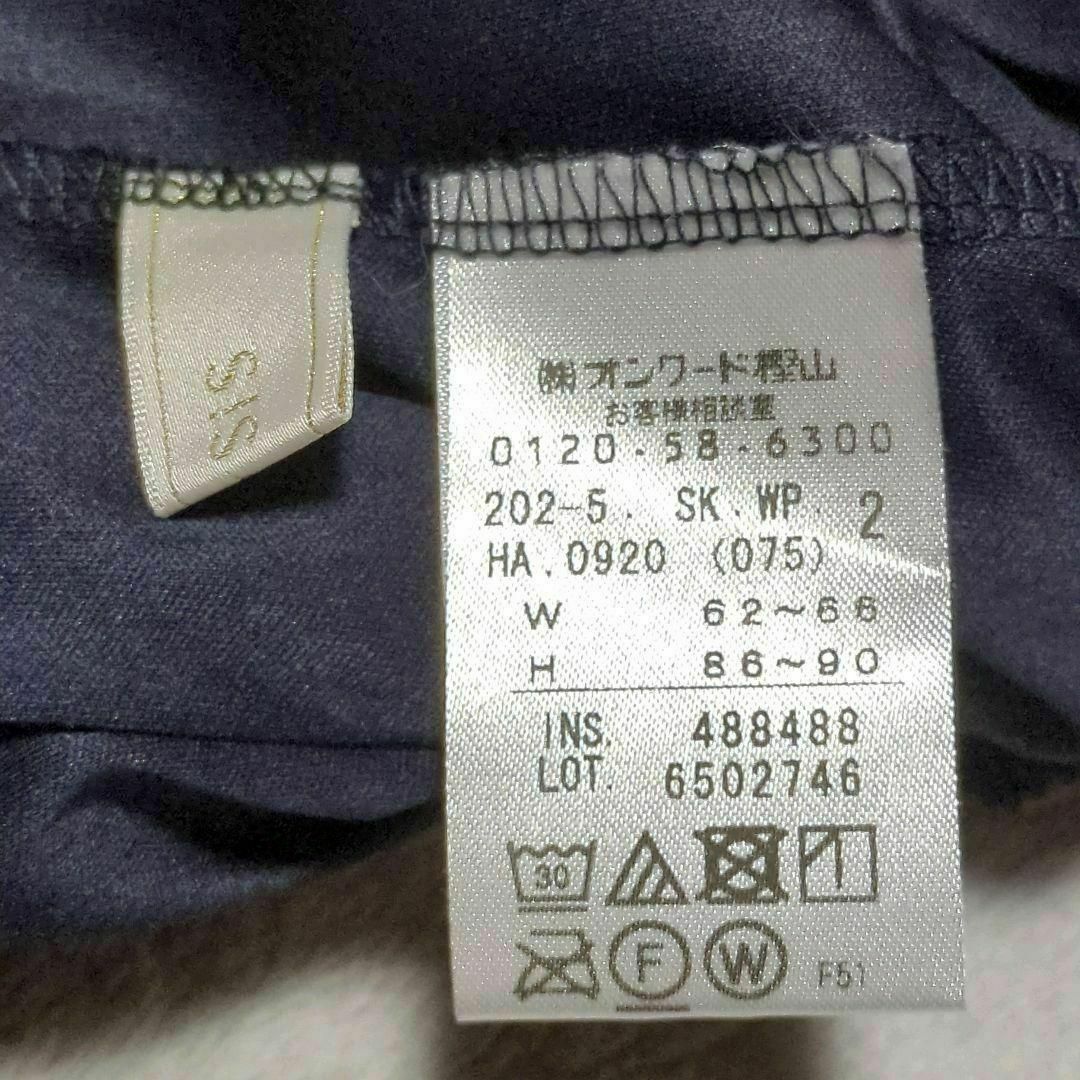 SIS
㈱オンワード樫山
お客様相談室
0120-58-6300
202-5. SK.WP. 2
HA.0920 (075)
W 62~66
H 86~90
INS. 488488
LOT. 6502746
30
F W F51